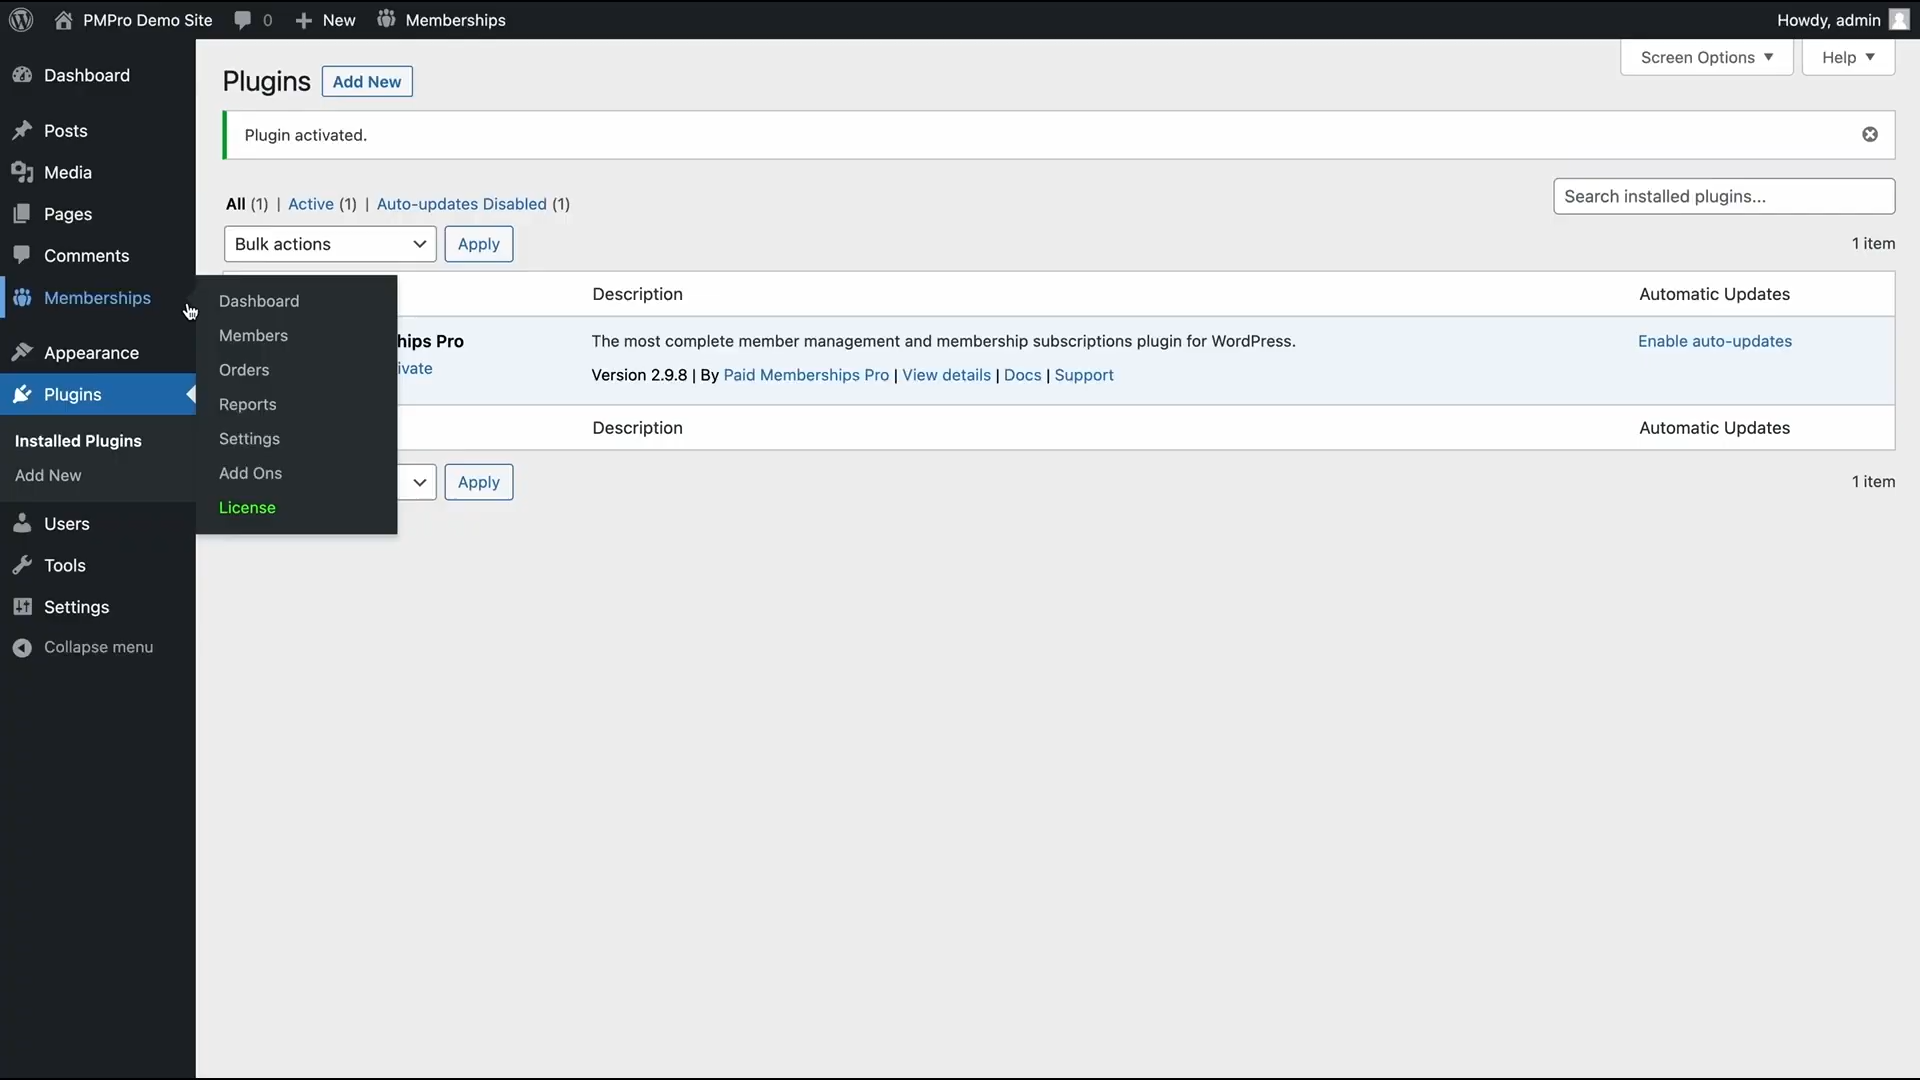 PMPro Demo Site
0
New
Memberships
Howdy, admin
Dashboard
Posts
Media
Pages
Comments
Memberships
Appearance
Plugins
Installed Plugins
Add New
Users
Tools
Settings
Collapse menu
Dashboard
Members
Orders
Reports
Settings
Add Ons
License
Screen Options
Help
Plugins
Add New
Plugin activated.
All (1) | Active (1) | Auto-updates Disabled (1)
Search installed plugins...
Bulk actions
Apply
1 item
Description
Automatic Updates
hips Pro
ivate
The most complete member management and membership subscriptions plugin for WordPress.
Version 2.9.8 | By Paid Memberships Pro | View details | Docs | Support
Enable auto-updates
Description
Automatic Updates
Apply
1 item